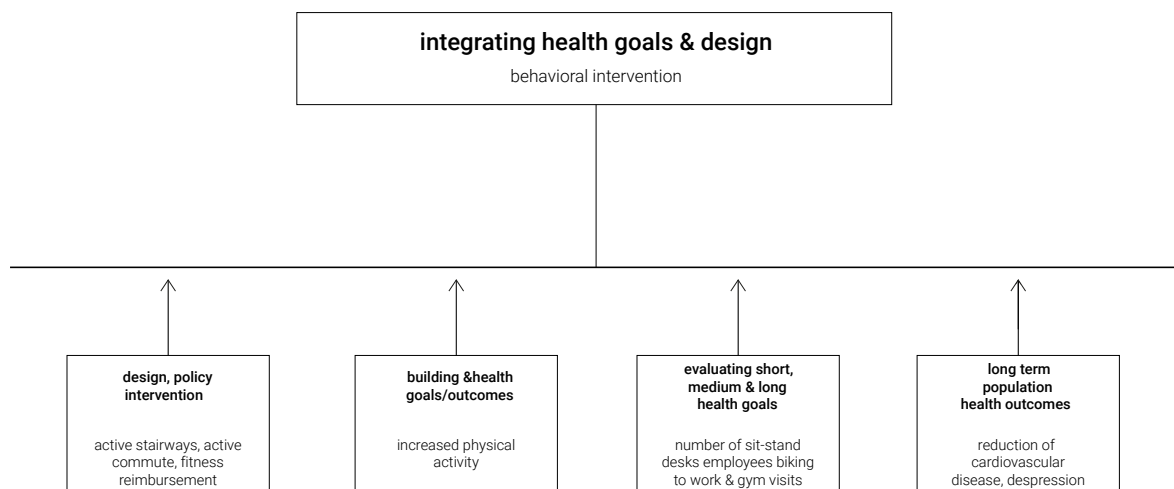 integrating health goals & design
behavioral intervention
design, policy
intervention
active stairways, active
commute, fitness
reimbursement
building &health
goals/outcomes
increased physical
activity
evaluating short,
medium & long
health goals
number of sit-stand
desks employees biking
to work & gym visits
long term
population
health outcomes
reduction of
cardiovascular
disease, despression